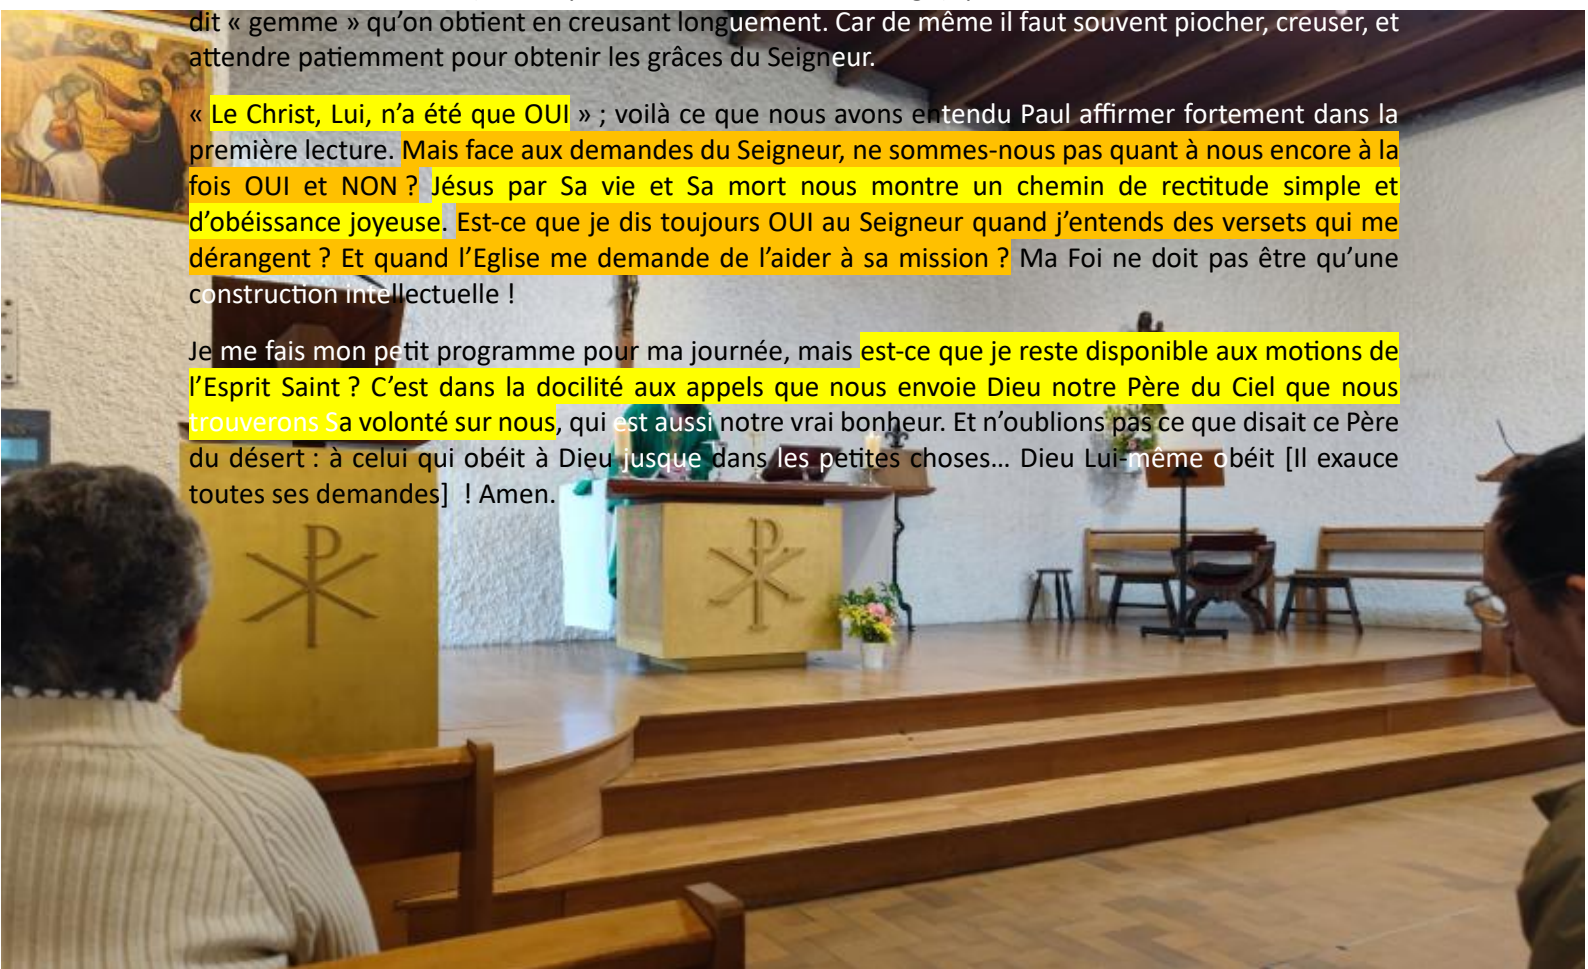 dit « gemme » qu'on obtient en creusant longuement. Car de même il faut souvent piocher, creuser, et
attendre patiemment pour obtenir les grâces du Seigneur.
« Le Christ, Lui, n'a été que OUI » ; voilà ce que nous avons entendu Paul affirmer fortement dans la
première lecture. Mais face aux demandes du Seigneur, ne sommes-nous pas quant à nous encore à la
fois OUI et NON ? Jésus par Sa vie et Sa mort nous montre un chemin de rectitude simple et
d'obéissance joyeuse. Est-ce que je dis toujours OUI au Seigneur quand j'entends des versets qui me
dérangent ? Et quand l'Eglise me demande de l'aider à sa mission ? Ma Foi ne doit pas être qu'une
construction intellectuelle !
Je me fais mon petit programme pour ma journée, mais est-ce que je reste disponible aux motions de
l'Esprit Saint ? C'est dans la docilité aux appels que nous envoie Dieu notre Père du Ciel que nous
trouverons Sa volonté sur nous, qui est aussi notre vrai bonheur. Et n'oublions pas ce que disait ce Père
du désert : à celui qui obéit à Dieu jusque dans les petites choses… Dieu Lui-même obéit [Il exauce
toutes ses demandes] ! Amen.